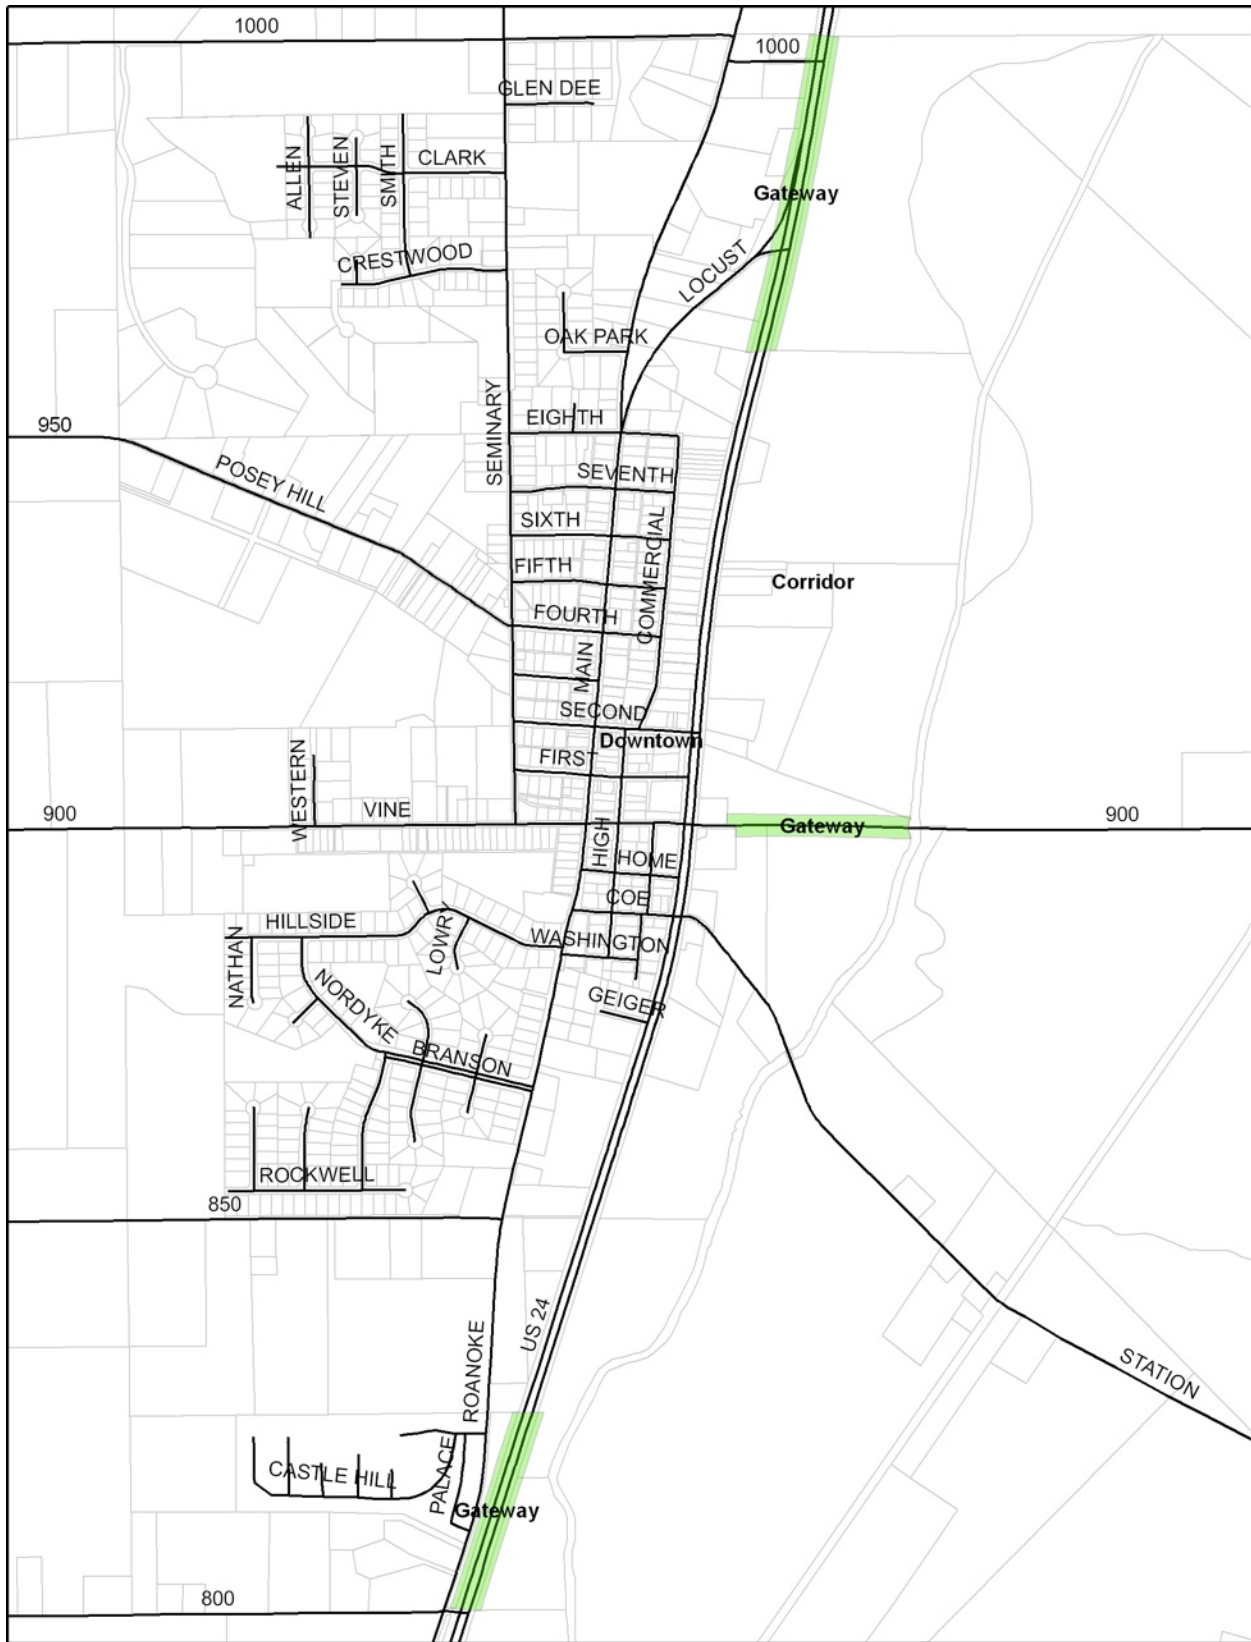 1000
1000
GLEN DEE
ALLEN
STEVEN
SMITH
CLARK
Gateway
CRESTWOOD
LOCUST
OAK PARK
SEMINARY
EIGHTH
950
POSEY HILL
SEVENTH
SIXTH
COMMERCIAL
FIFTH
Corridor
FOURTH
MAIN
SECOND
Downtown
FIRST
WESTERN
VINE
900
Gateway
900
HIGH
HOME
COE
HILLSIDE
LOWRY
WASHINGTON
NATHAN
NORDYKE
GEIGER
BRANSON
ROCKWELL
850
US 24
ROANOKE
STATION
PALACE
CASTLE HILL
Gateway
800